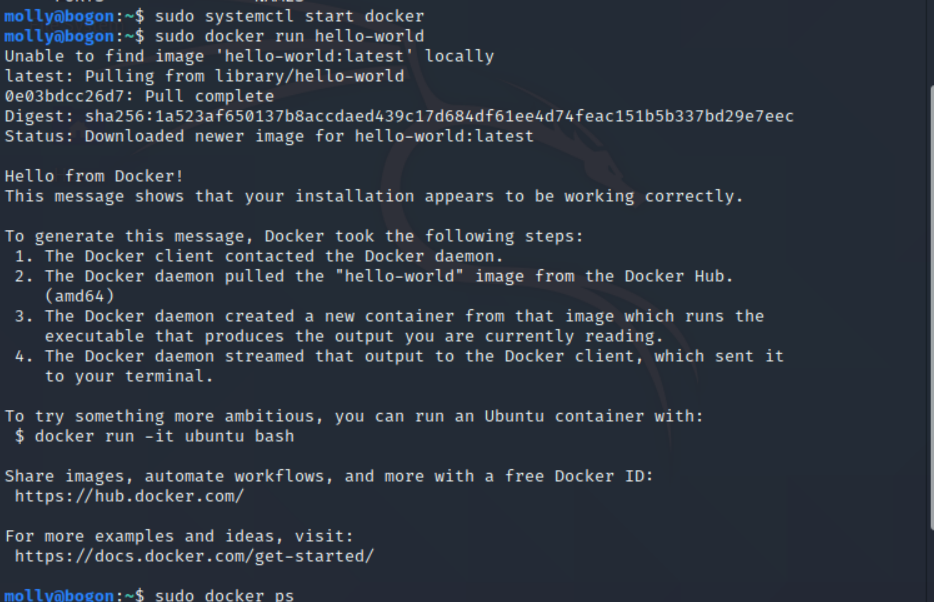 molly@bogon:~$ sudo systemctl start docker
molly@bogon:~$ sudo docker run hello-world
Unable to find image 'hello-world:latest' locally
latest: Pulling from library/hello-world
0e03bdcc26d7: Pull complete
Digest: sha256:1a523af650137b8accdaed439c17d684df61ee4d74feac151b5b337bd29e7eec
Status: Downloaded newer image for hello-world:latest

Hello from Docker!
This message shows that your installation appears to be working correctly.

To generate this message, Docker took the following steps:
 1. The Docker client contacted the Docker daemon.
 2. The Docker daemon pulled the "hello-world" image from the Docker Hub.
    (amd64)
 3. The Docker daemon created a new container from that image which runs the
    executable that produces the output you are currently reading.
 4. The Docker daemon streamed that output to the Docker client, which sent it
    to your terminal.

To try something more ambitious, you can run an Ubuntu container with:
 $ docker run -it ubuntu bash

Share images, automate workflows, and more with a free Docker ID:
 https://hub.docker.com/

For more examples and ideas, visit:
 https://docs.docker.com/get-started/

molly@bogon:~$ sudo docker ps